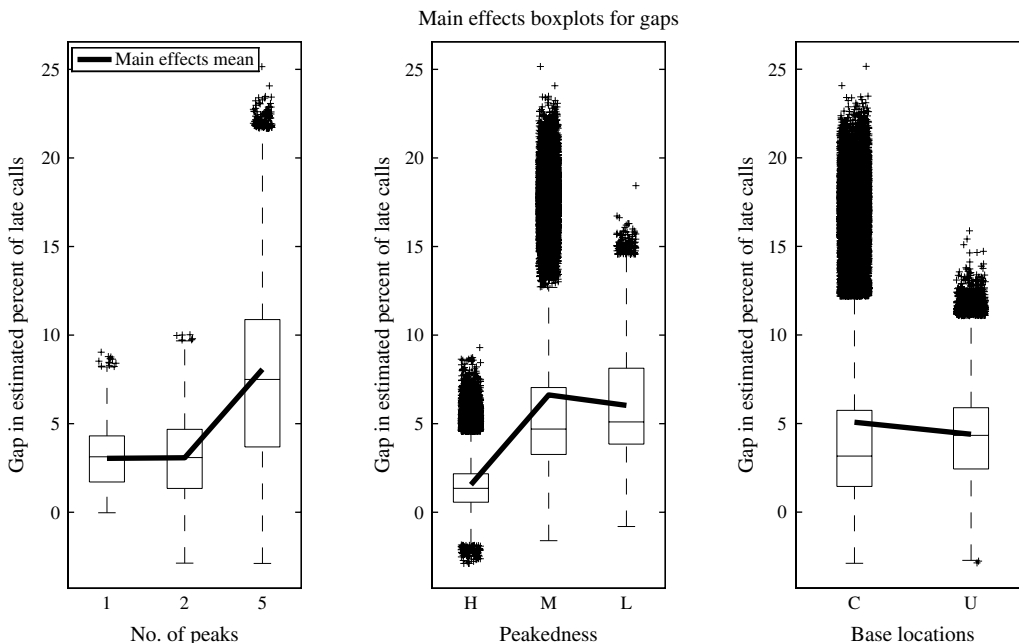 Main effects boxplots for gaps
Gap in estimated percent of late calls
25
20
15
10
5
0
Main effects mean
1 2 5
No. of peaks
Gap in estimated percent of late calls
25
20
15
10
5
0
H M L
Peakedness
Gap in estimated percent of late calls
25
20
15
10
5
0
C U
Base locations